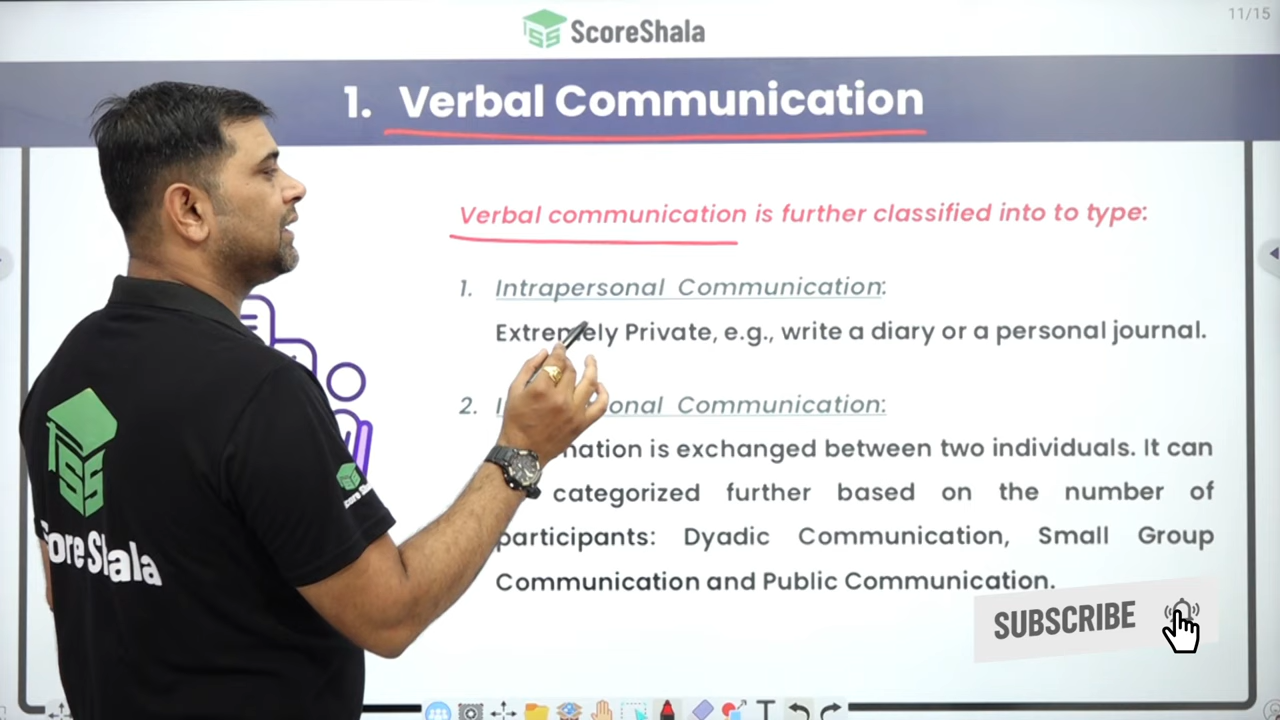 11/15
ScoreShala
1. Verbal Communication
Verbal communication is further classified into to type:
1. Intrapersonal Communication:
Extremely Private, e.g., write a diary or a personal journal.
2. Communication:
is exchanged between two individuals. It can
categorized further based on the number of
participants: Dyadic Communication, Small Group
Communication and Public Communication.
SUBSCRIBE
Score Shala